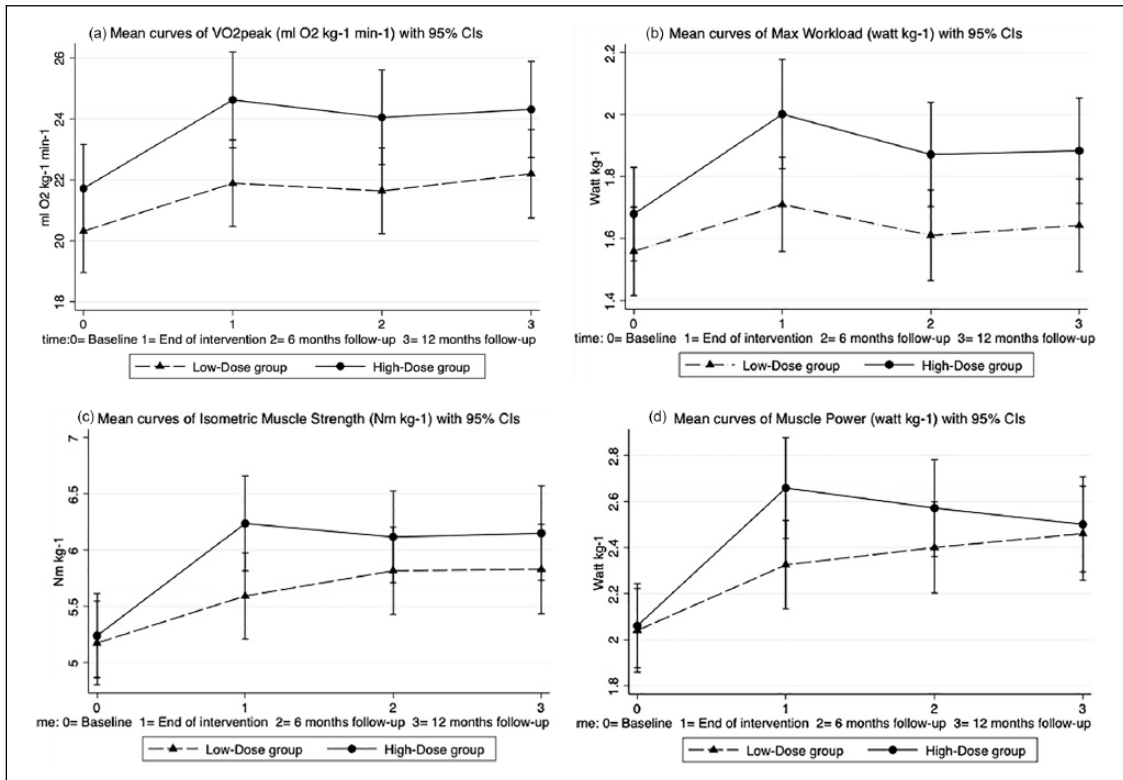 (a) Mean curves of VO2peak (ml O2 kg-1 min-1) with 95% CIs
26
24
22
20
18
ml O2 kg-1 min-1
0 1 2 3
time:0= Baseline 1= End of intervention 2= 6 months follow-up 3= 12 months follow-up
Low-Dose group High-Dose group
(b) Mean curves of Max Workload (watt kg-1) with 95% CIs
2.2
2
1.8
1.6
1.4
Watt kg-1
0 1 2 3
time:0= Baseline 1= End of intervention 2= 6 months follow-up 3= 12 months follow-up
Low-Dose group High-Dose group
(c) Mean curves of Isometric Muscle Strength (Nm kg-1) with 95% CIs
7
6.5
6
5.5
5
Nm kg-1
0 1 2 3
me: 0= Baseline 1= End of intervention 2= 6 months follow-up 3= 12 months follow-up
Low-Dose group High-Dose group
(d) Mean curves of Muscle Power (watt kg-1) with 95% CIs
2.8
2.6
2.4
2.2
2
1.8
Watt kg-1
0 1 2 3
me: 0= Baseline 1= End of intervention 2= 6 months follow-up 3= 12 months follow-up
Low-Dose group High-Dose group